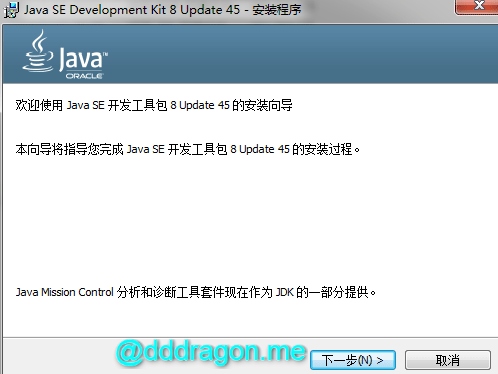 Java SE Development Kit 8 Update 45 - 安装程序
Java™
ORACLE
欢迎使用 Java SE 开发工具包 8 Update 45 的安装向导
本向导将指导您完成 Java SE 开发工具包 8 Update 45 的安装过程。
Java Mission Control 分析和诊断工具套件现在作为 JDK 的一部分提供。
@dddragon.me
下一步(N) > 取消